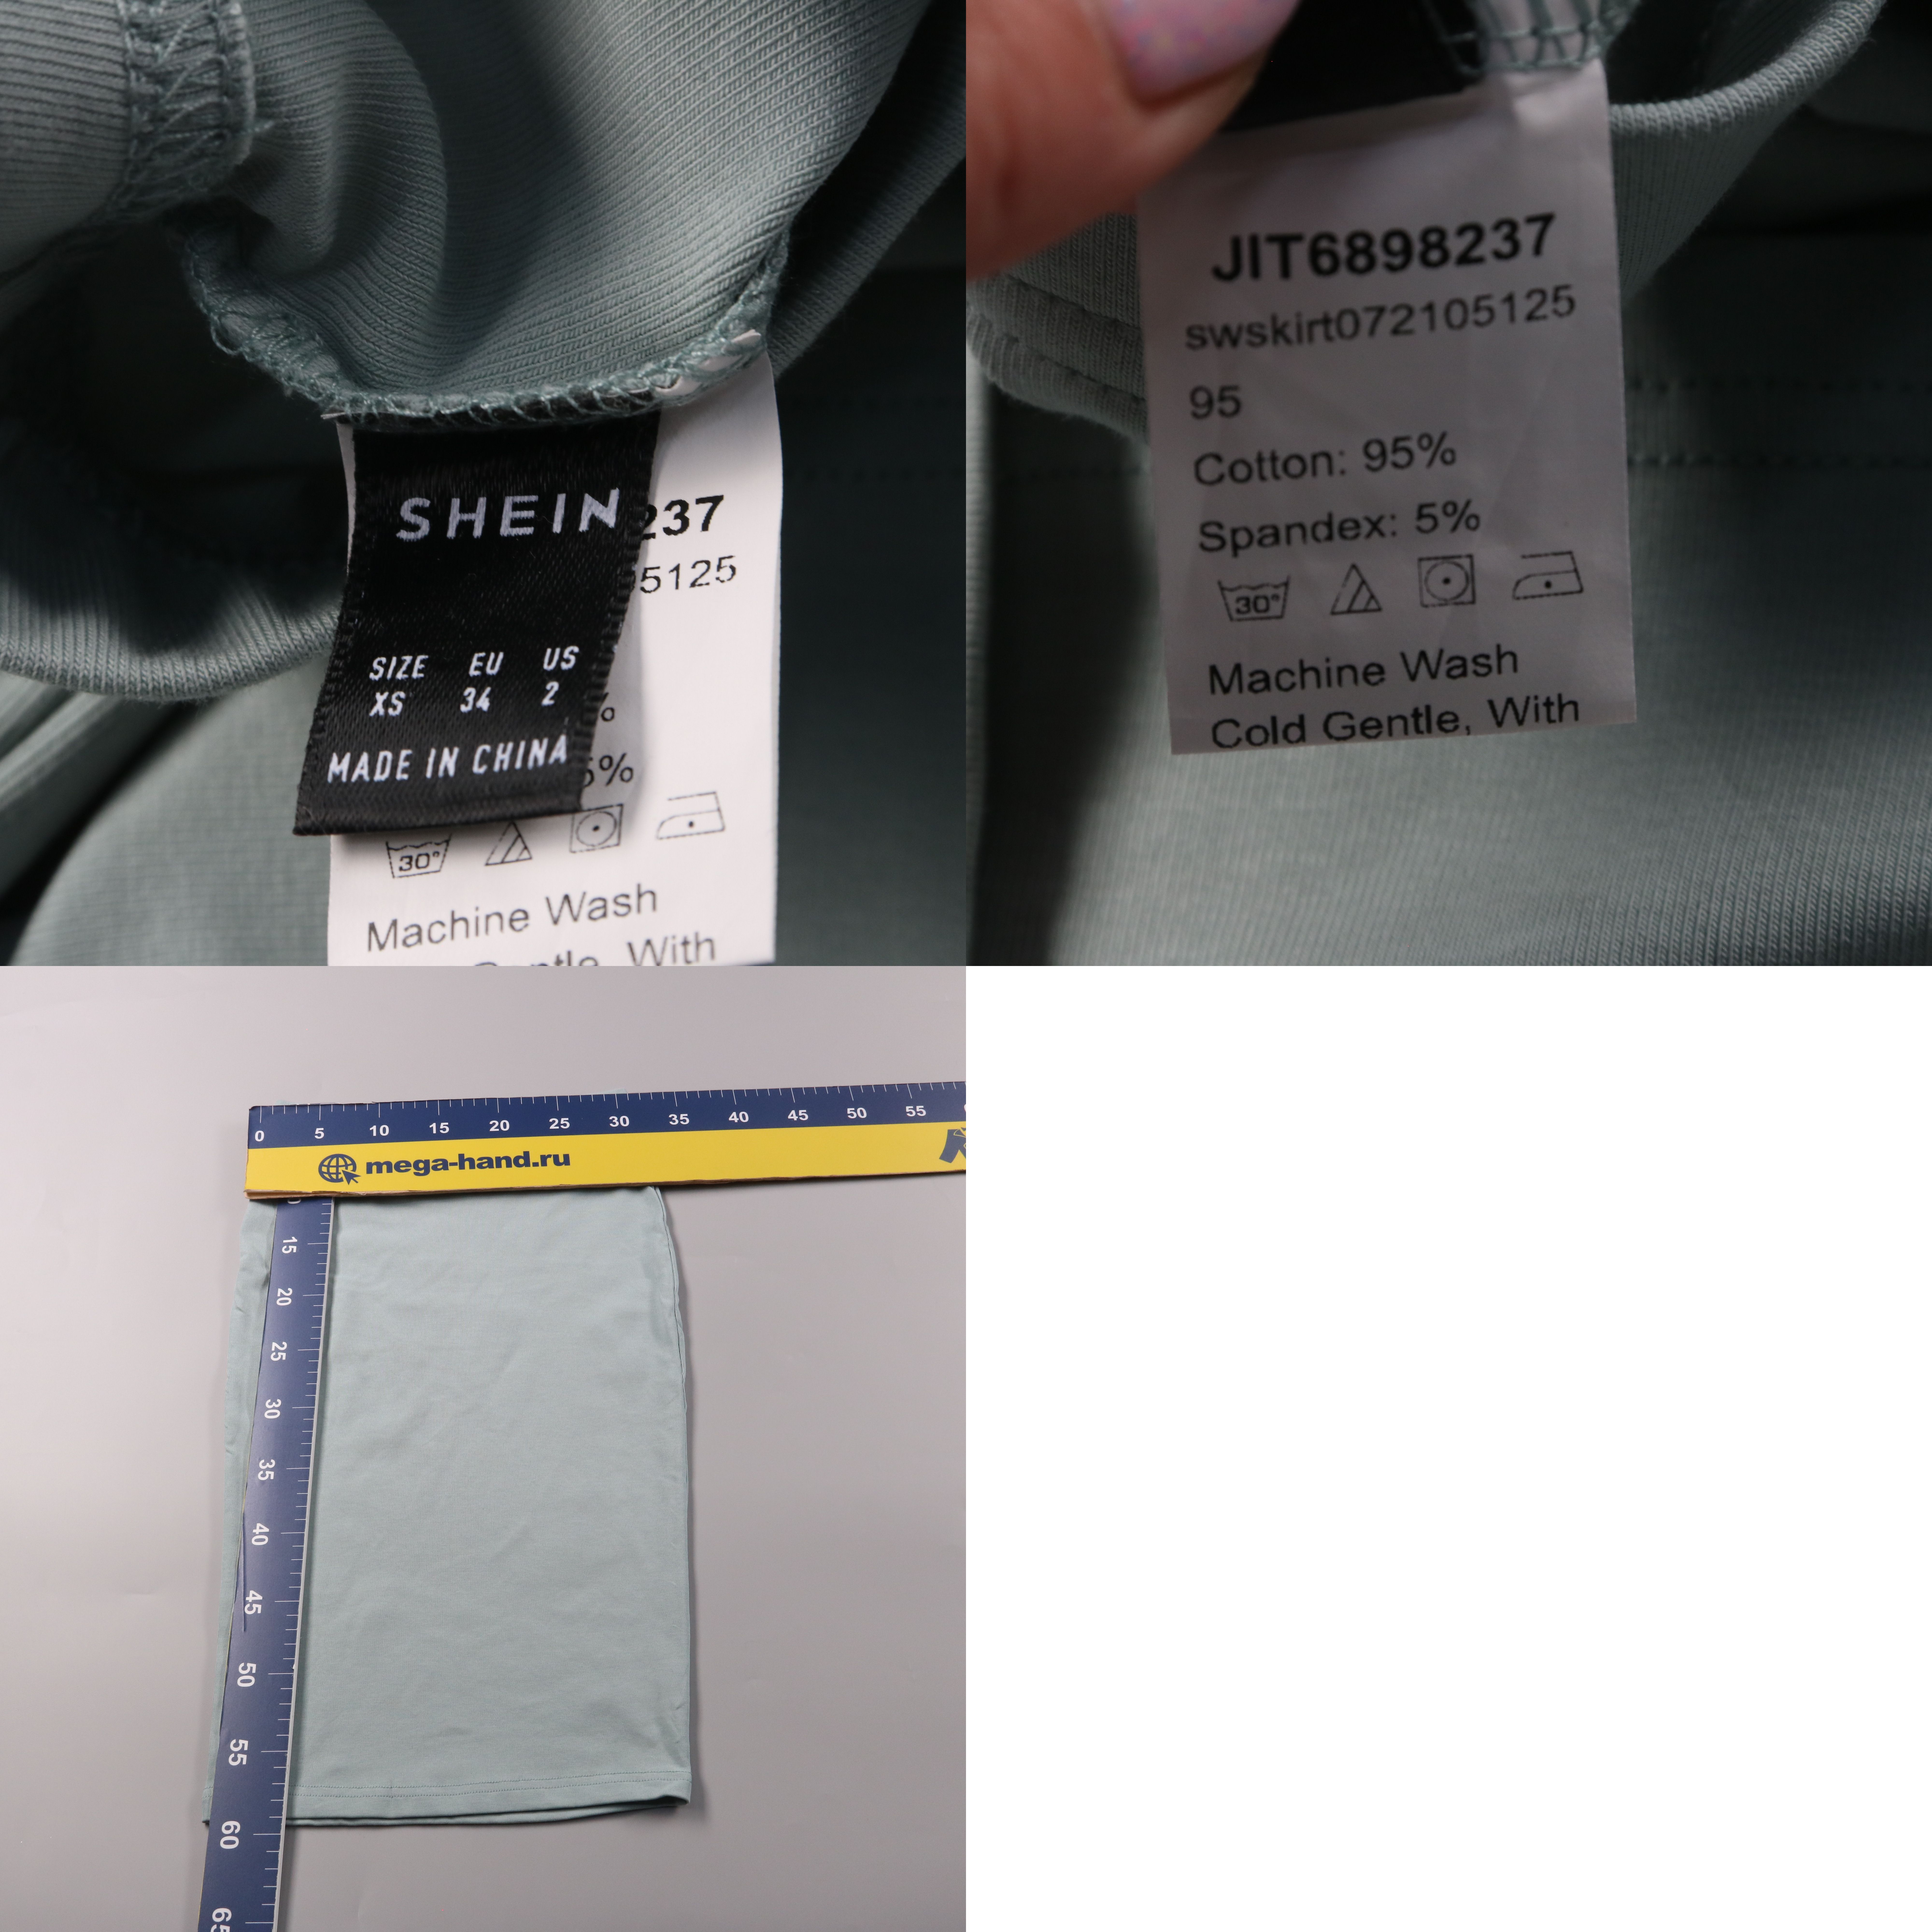 SHEIN
237
5125
SIZE EU US
XS 34 2
MADE IN CHINA
%
5%
30°
Machine Wash
Gentle, With
JIT6898237
swskirt072105125
95
Cotton: 95%
Spandex: 5%
30°
Machine Wash
Cold Gentle, With
0 5 10 15 20 25 30 35 40 45 50 55
mega-hand.ru
15
20
25
30
35
40
45
50
55
60
65